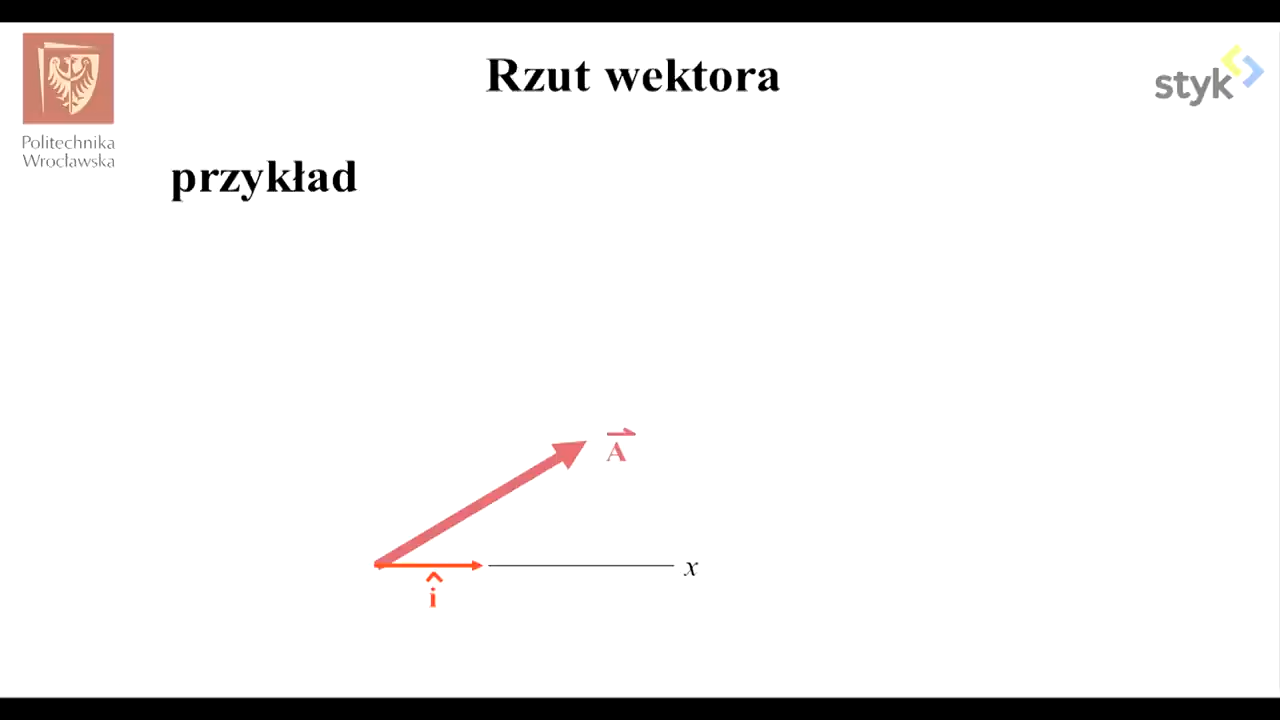 Rzut wektora
styk
Politechnika
Wrocławska
przykład
A
x
i